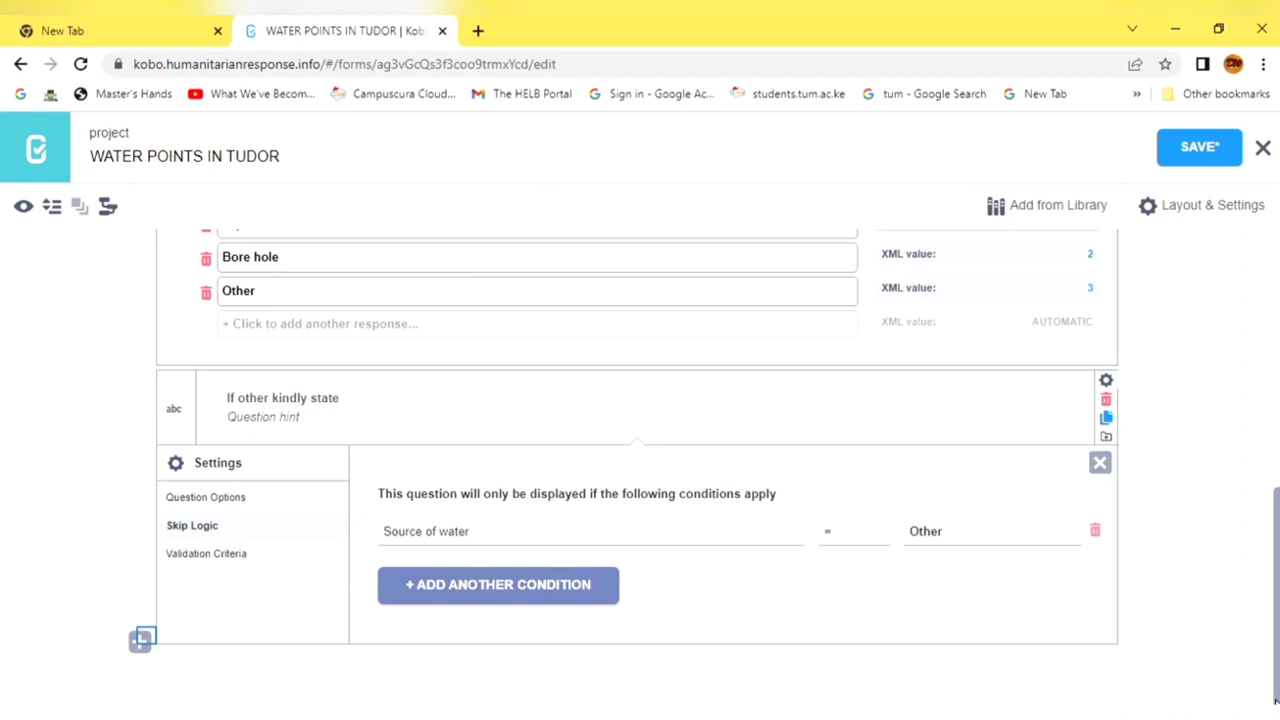 New Tab
WATER POINTS IN TUDOR | Kobo
kobo.humanitarianresponse.info/#/forms/ag3vGcQs3f3coo9trmxYcd/edit
Master's Hands
What We've Becom...
Campuscura Cloud...
The HELB Portal
Sign in - Google Ac...
students.tum.ac.ke
tum - Google Search
New Tab
»
Other bookmarks
project
WATER POINTS IN TUDOR
SAVE*
Add from Library
Layout & Settings
Bore hole
XML value: 2
Other
XML value: 3
+ Click to add another response...
XML value: AUTOMATIC
abc
If other kindly state
Question hint
Settings
Question Options
Skip Logic
Validation Criteria
This question will only be displayed if the following conditions apply
Source of water = Other
+ ADD ANOTHER CONDITION